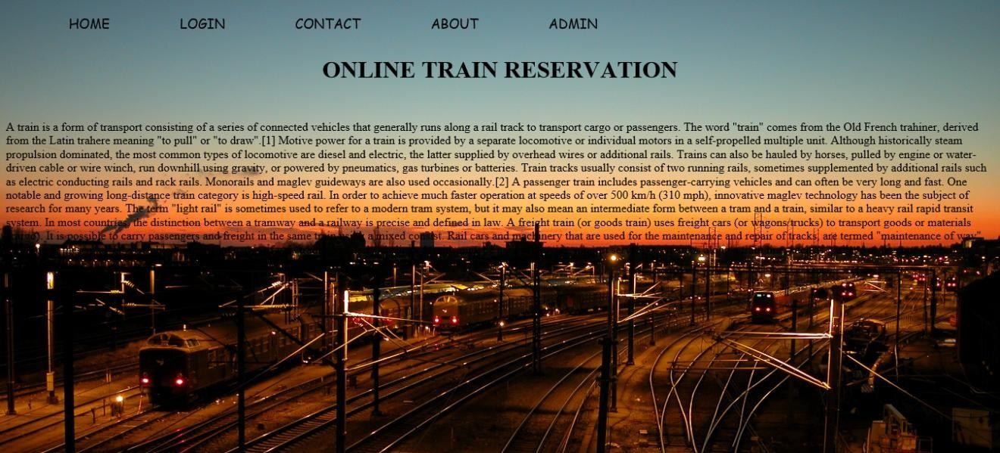 HOME LOGIN CONTACT ABOUT ADMIN
ONLINE TRAIN RESERVATION
A train is a form of transport consisting of a series of connected vehicles that generally runs along a rail track to transport cargo or passengers. The word "train" comes from the Old French trahiner, derived
from the Latin trahere meaning "to pull" or "to draw".[1] Motive power for a train is provided by a separate locomotive or individual motors in a self-propelled multiple unit. Although historically steam
propulsion dominated, the most common types of locomotive are diesel and electric, the latter supplied by overhead wires or additional rails. Trains can also be hauled by horses, pulled by engine or water-
driven cable or wire winch, run downhill using gravity, or powered by pneumatics, gas turbines or batteries. Train tracks usually consist of two running rails, sometimes supplemented by additional rails such
as electric conducting rails and rack rails. Monorails and maglev guideways are also used occasionally.[2] A passenger train includes passenger-carrying vehicles and can often be very long and fast. One
notable and growing long-distance train category is high-speed rail. In order to achieve much faster operation at speeds of over 500 km/h (310 mph), innovative maglev technology has been the subject of
research for many years. The term "light rail" is sometimes used to refer to a modern tram system, but it may also mean an intermediate form between a tram and a train, similar to a heavy rail rapid transit
system. In most countries, the distinction between a tramway and a railway is precise and defined in law. A freight train (or goods train) uses freight cars (or wagons/trucks) to transport goods or materials
It is possible to carry passengers and freight in the same train a mixed consist. Rail cars and machinery that are used for the maintenance and repair of tracks, are termed "maintenance of way"